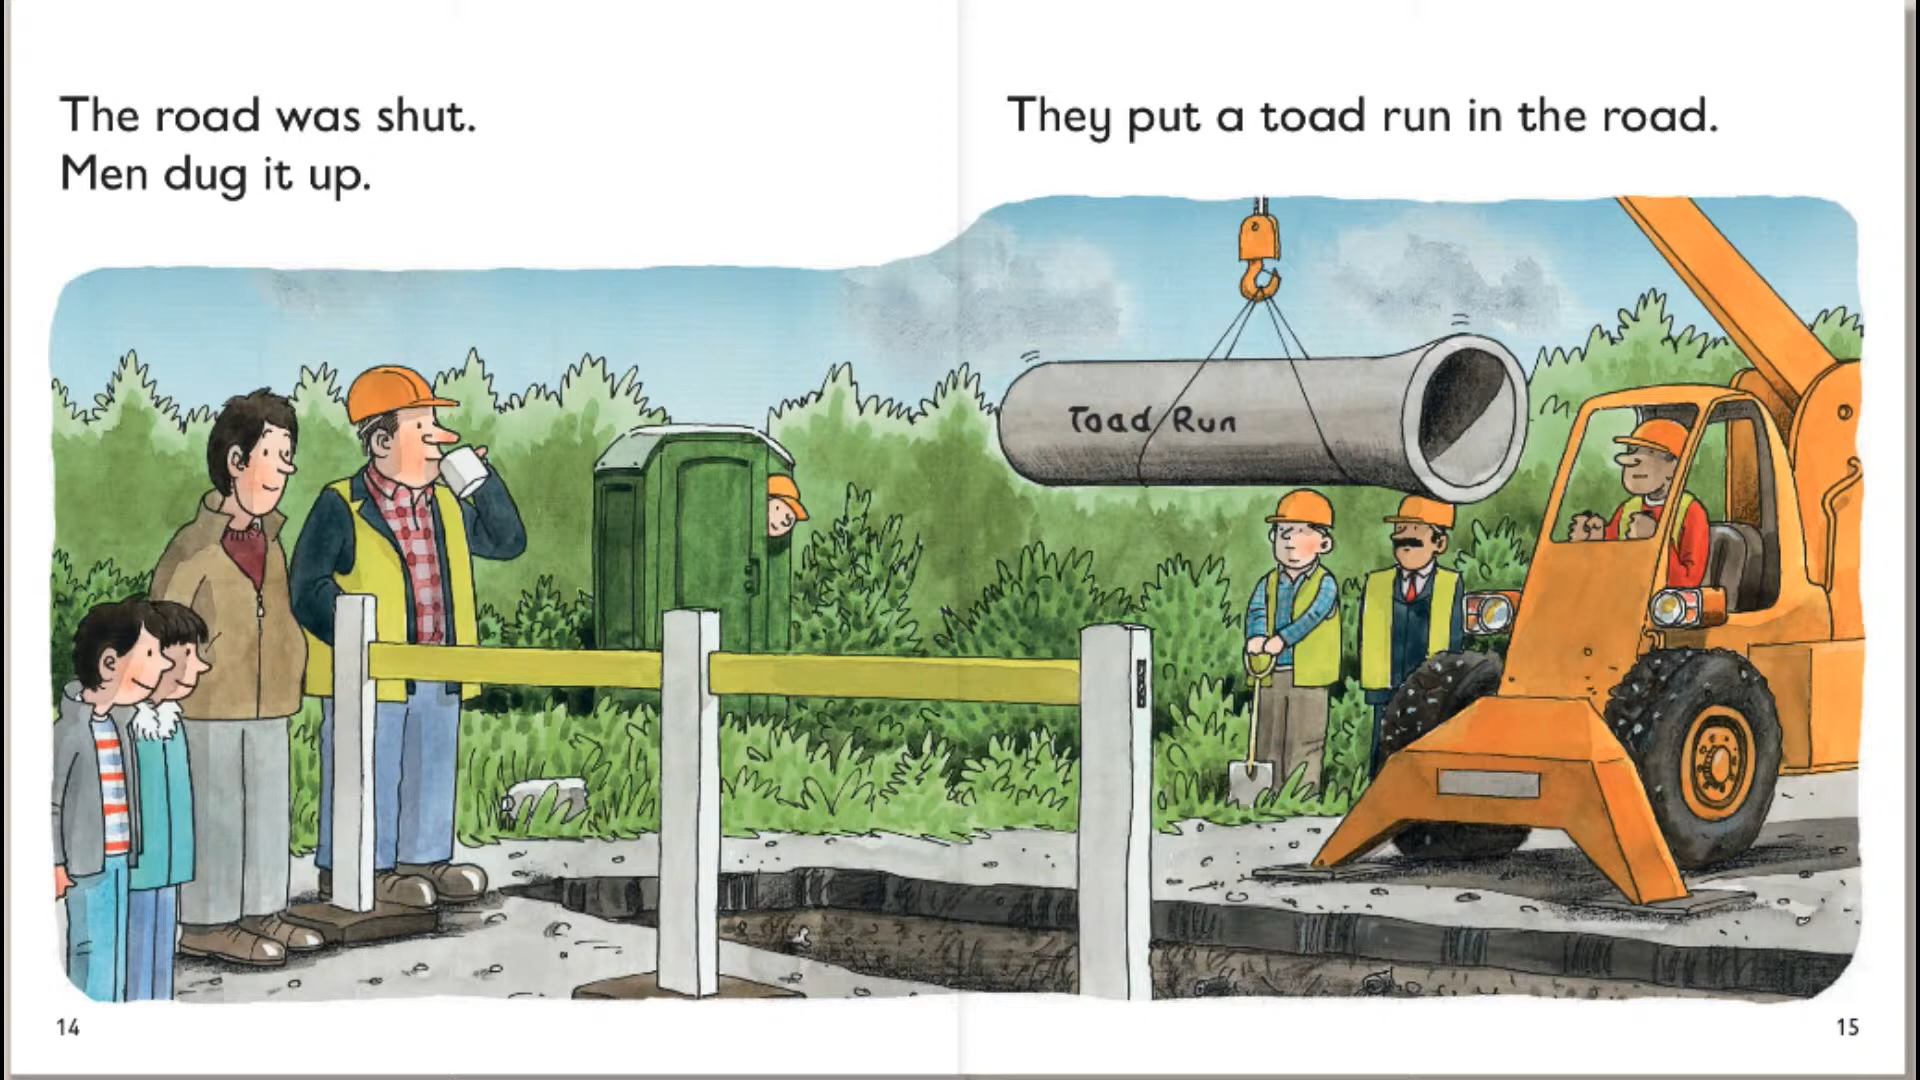 The road was shut.
Men dug it up.
They put a toad run in the road.
Toad Run
14
15